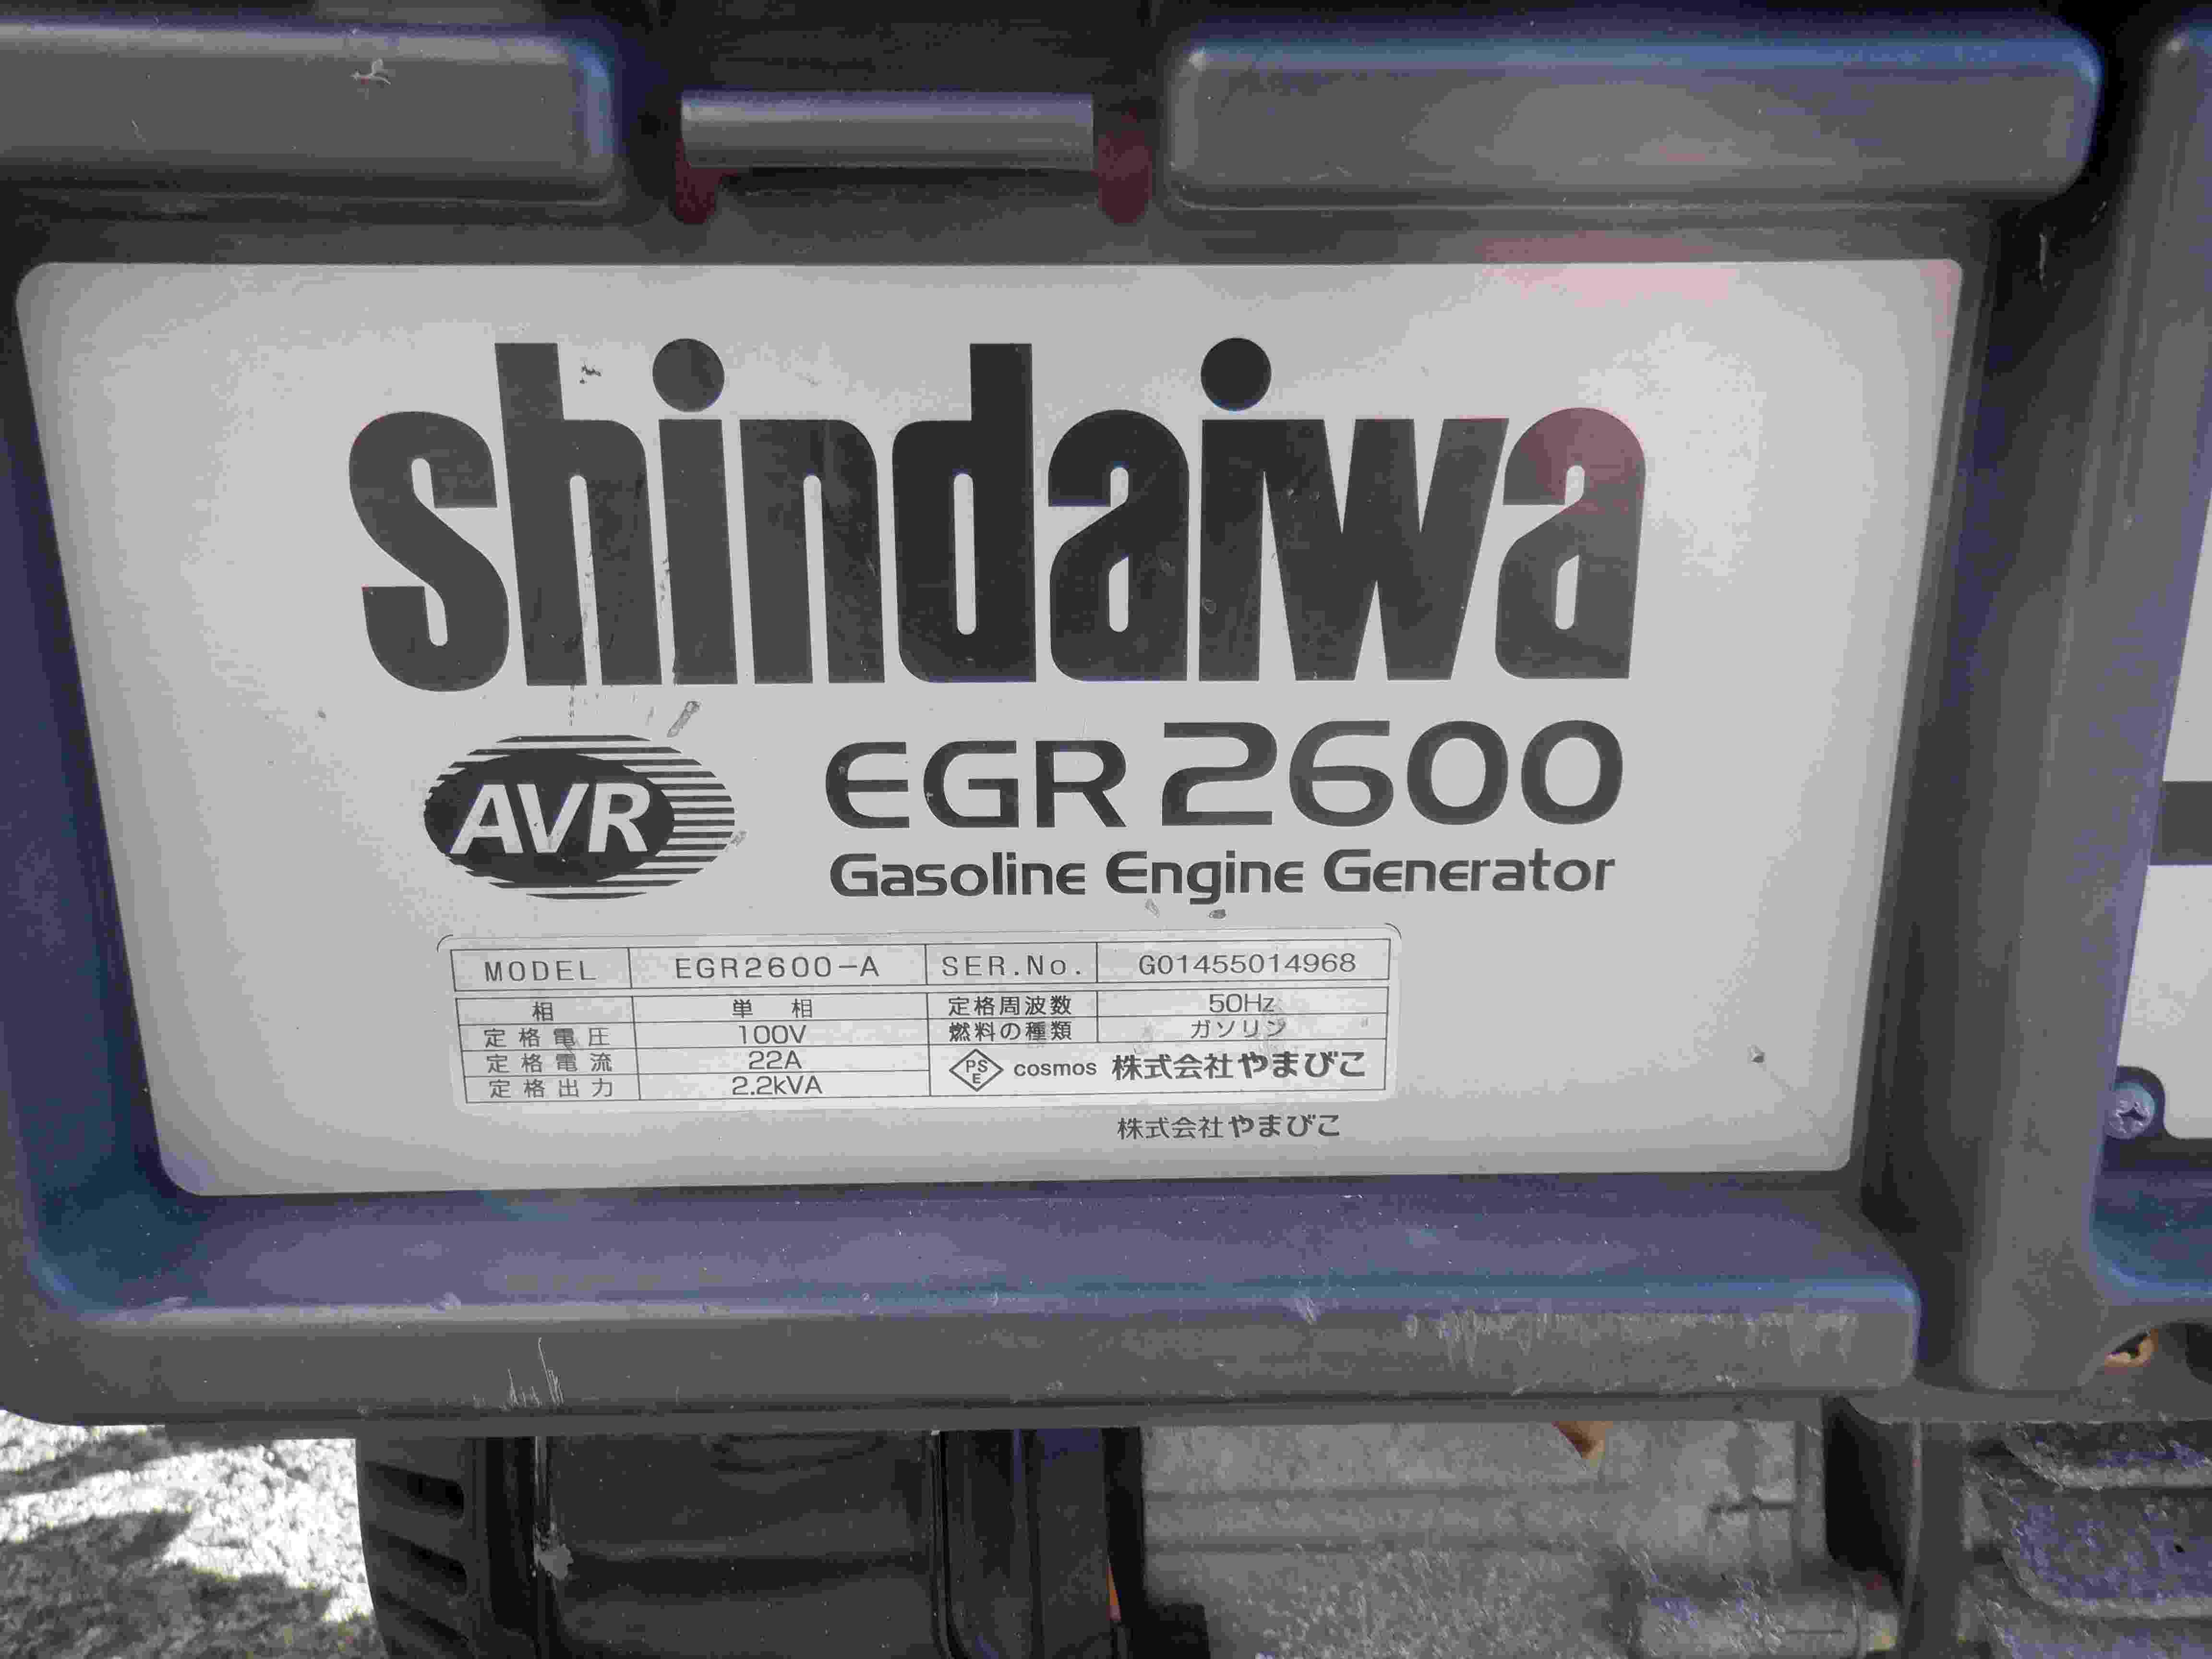 shindaiwa
AVR
EGR 2600
Gasoline Engine Generator
MODEL EGR2600-A SER.No. G01455014968
相 単相 定格周波数 50Hz
定格電圧 100V 燃料の種類 ガソリン
定格電流 22A
定格出力 2.2kVA
PSE cosmos 株式会社やまびこ
株式会社やまびこ